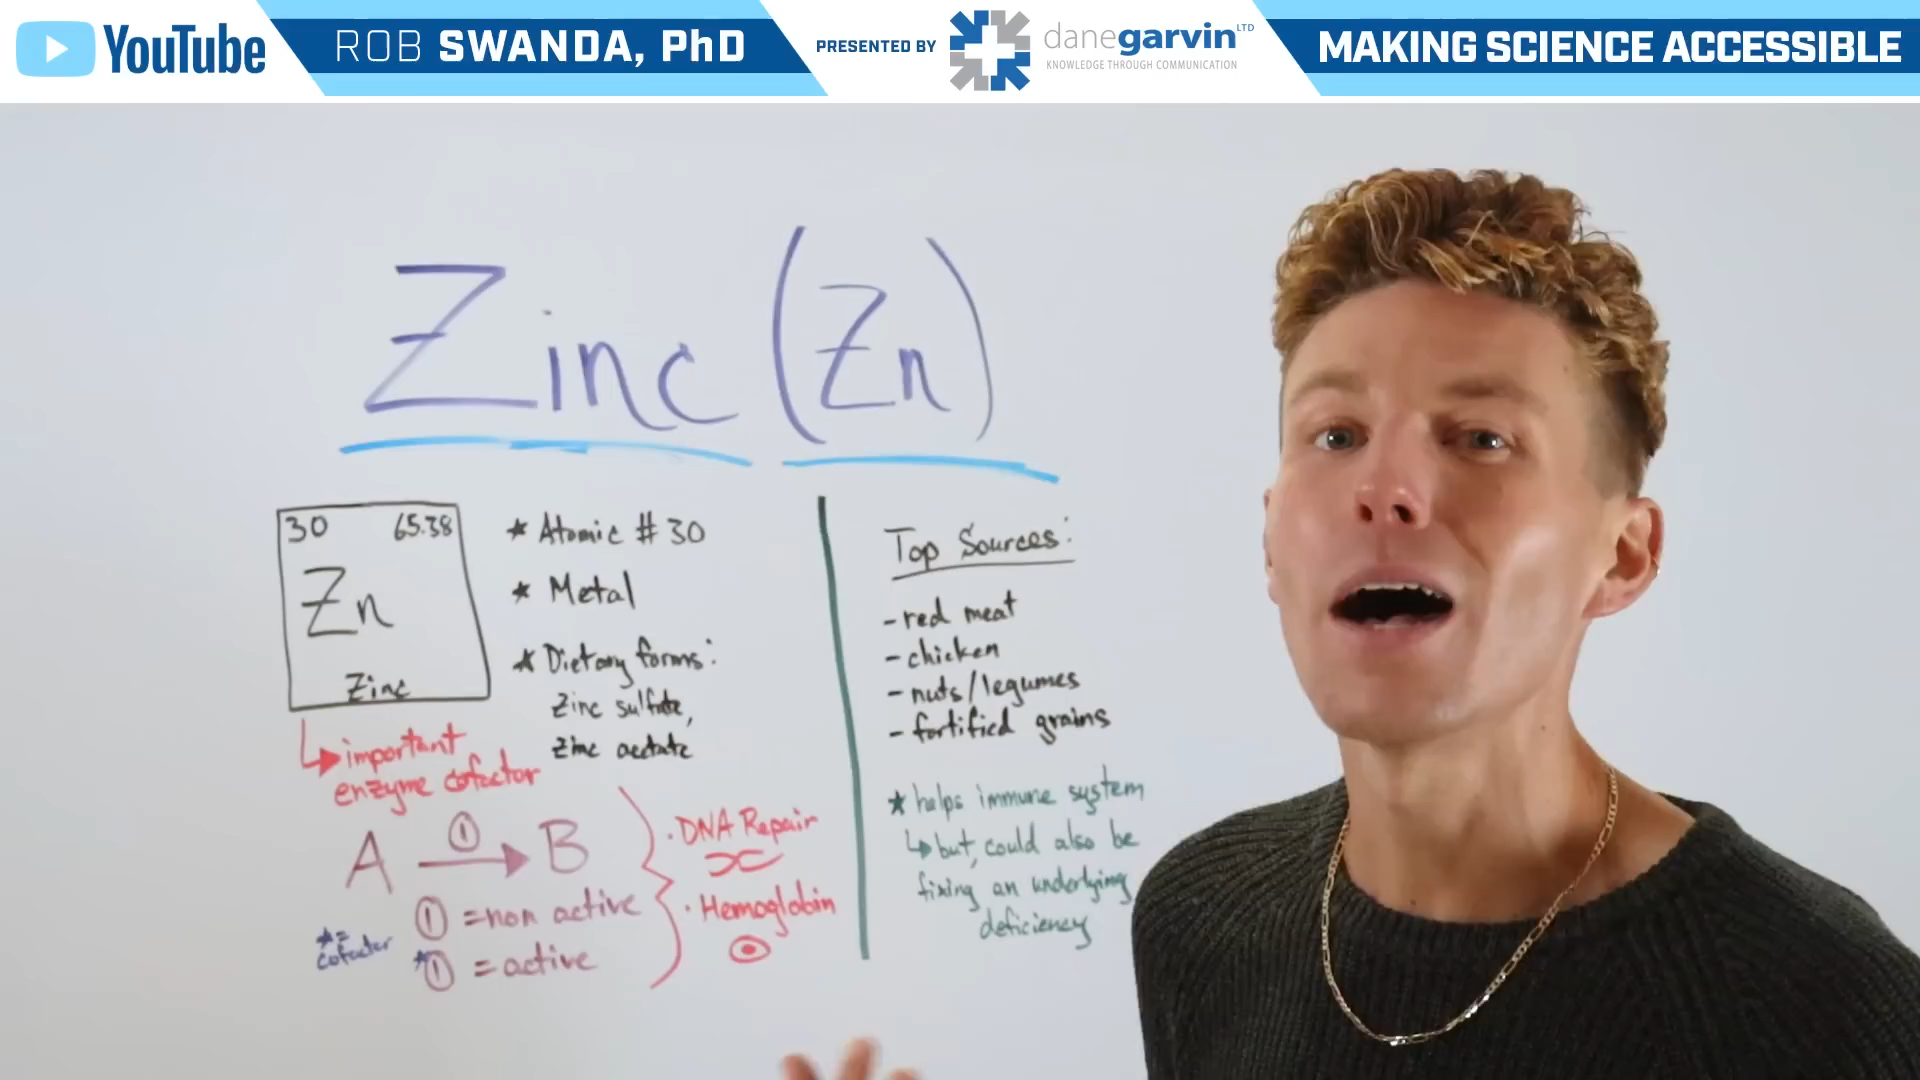 YouTube
ROB SWANDA, PhD
PRESENTED BY
danegarvin LTD
KNOWLEDGE THROUGH COMMUNICATION
MAKING SCIENCE ACCESSIBLE
Zinc (Zn)
30 65.38
Zn
Zinc
★ Atomic # 30
★ Metal
★ Dietary forms:
Zinc sulfate,
Zinc acetate
important
enzyme cofactor
A ① → B
① = non active
★① = active
★ =
cofactor
· DNA Repair
· Hemoglobin
Top Sources:
- red meat
- chicken
- nuts/legumes
- fortified grains
★ helps immune system
↳ but, could also be
fixing an underlying
deficiency